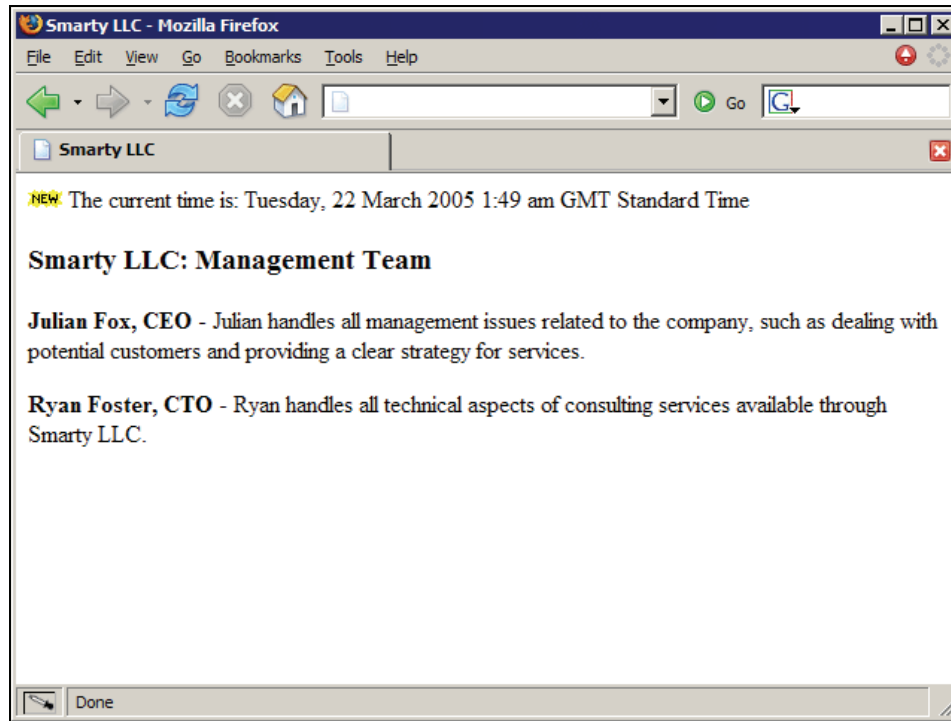 Smarty LLC - Mozilla Firefox
File Edit View Go Bookmarks Tools Help
Go G
Smarty LLC
NEW The current time is: Tuesday, 22 March 2005 1:49 am GMT Standard Time
Smarty LLC: Management Team
Julian Fox, CEO - Julian handles all management issues related to the company, such as dealing with
potential customers and providing a clear strategy for services.
Ryan Foster, CTO - Ryan handles all technical aspects of consulting services available through
Smarty LLC.
Done